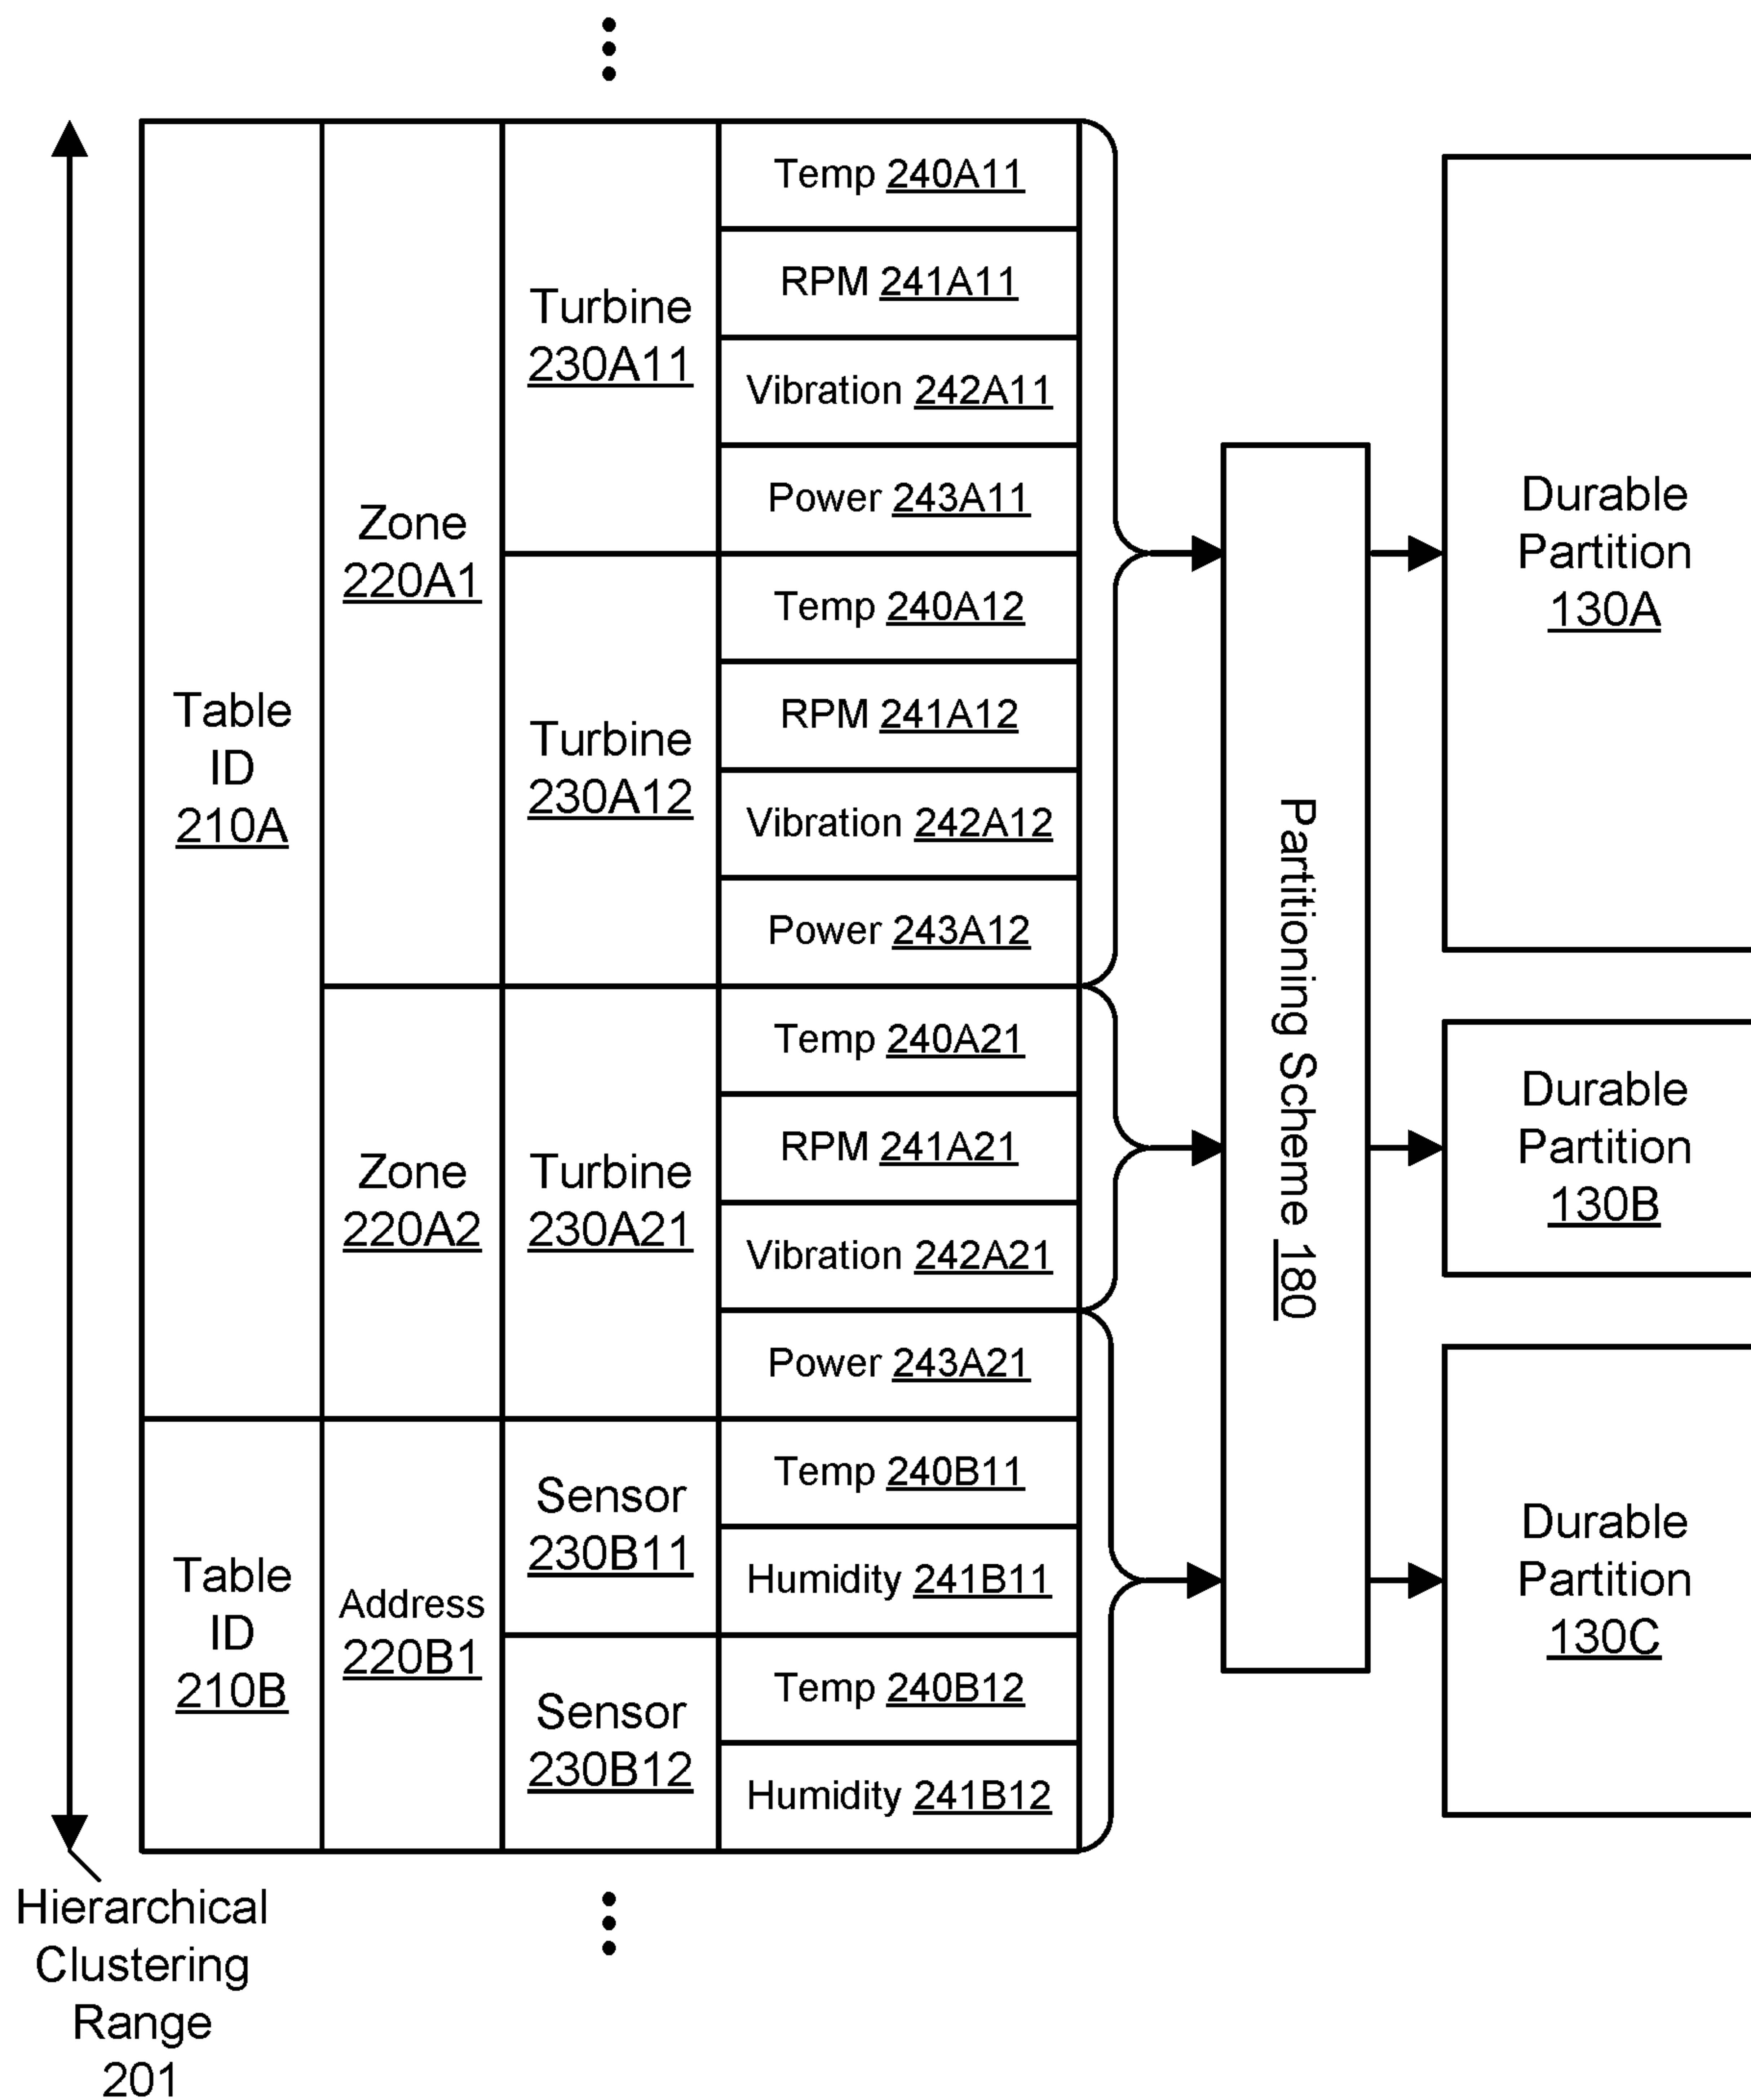 Table
ID
210A
Zone
220A1
Turbine
230A11
Temp 240A11
RPM 241A11
Vibration 242A11
Power 243A11
Turbine
230A12
Temp 240A12
RPM 241A12
Vibration 242A12
Power 243A12
Zone
220A2
Turbine
230A21
Temp 240A21
RPM 241A21
Vibration 242A21
Power 243A21
Table
ID
210B
Address
220B1
Sensor
230B11
Temp 240B11
Humidity 241B11
Sensor
230B12
Temp 240B12
Humidity 241B12
Partitioning Scheme 180
Durable
Partition
130A
Durable
Partition
130B
Durable
Partition
130C
Hierarchical
Clustering
Range
201